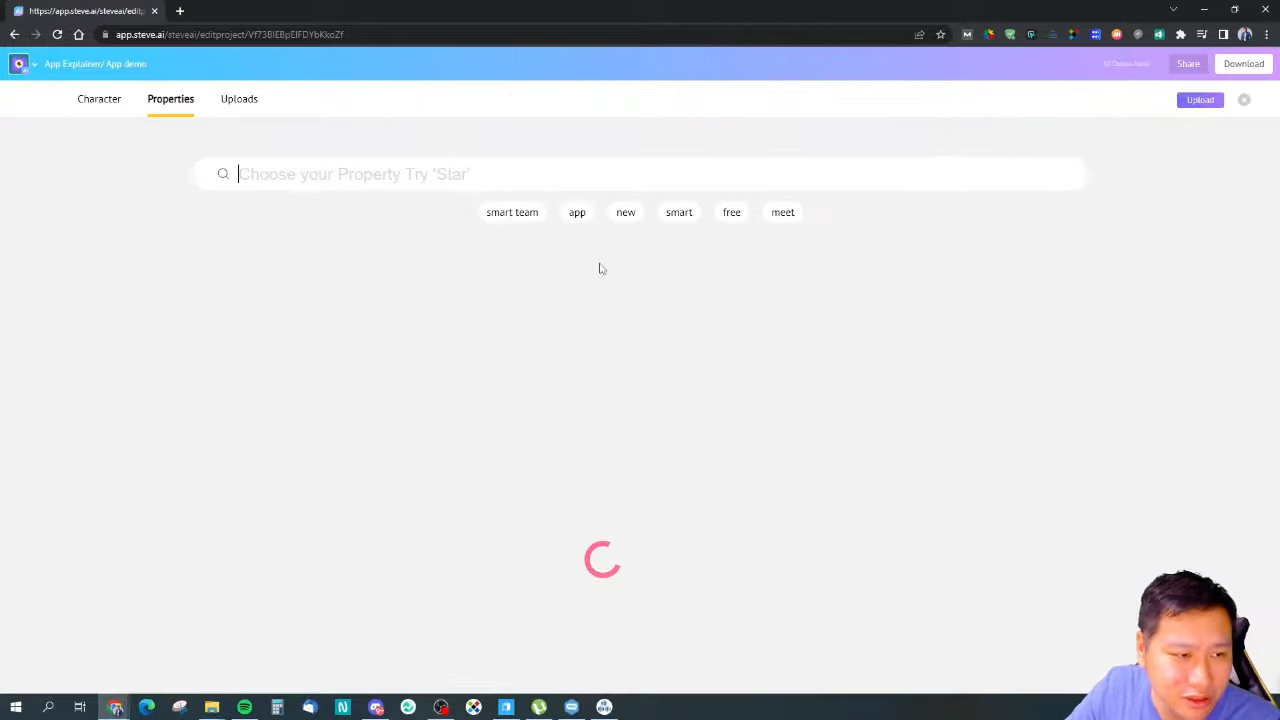 https://app.steve.ai/steveai/editp
app.steve.ai/steveai/editproject/Vf73BIEBpEIFDYbKkoZf
App Explainer/ App demo
Share
Download
Character
Properties
Uploads
Upload
Choose your Property Try 'Star'
smart team
app
new
smart
free
meet